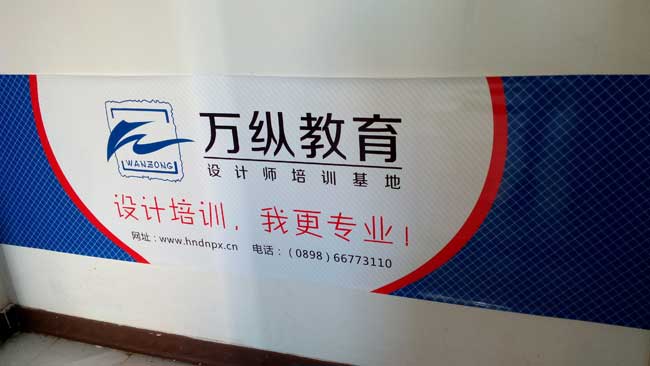 WANZONG
万纵教育
设计师培训基地
设计培训，我更专业！
网址：www.hndnpx.cn 电话：(0898)66773110